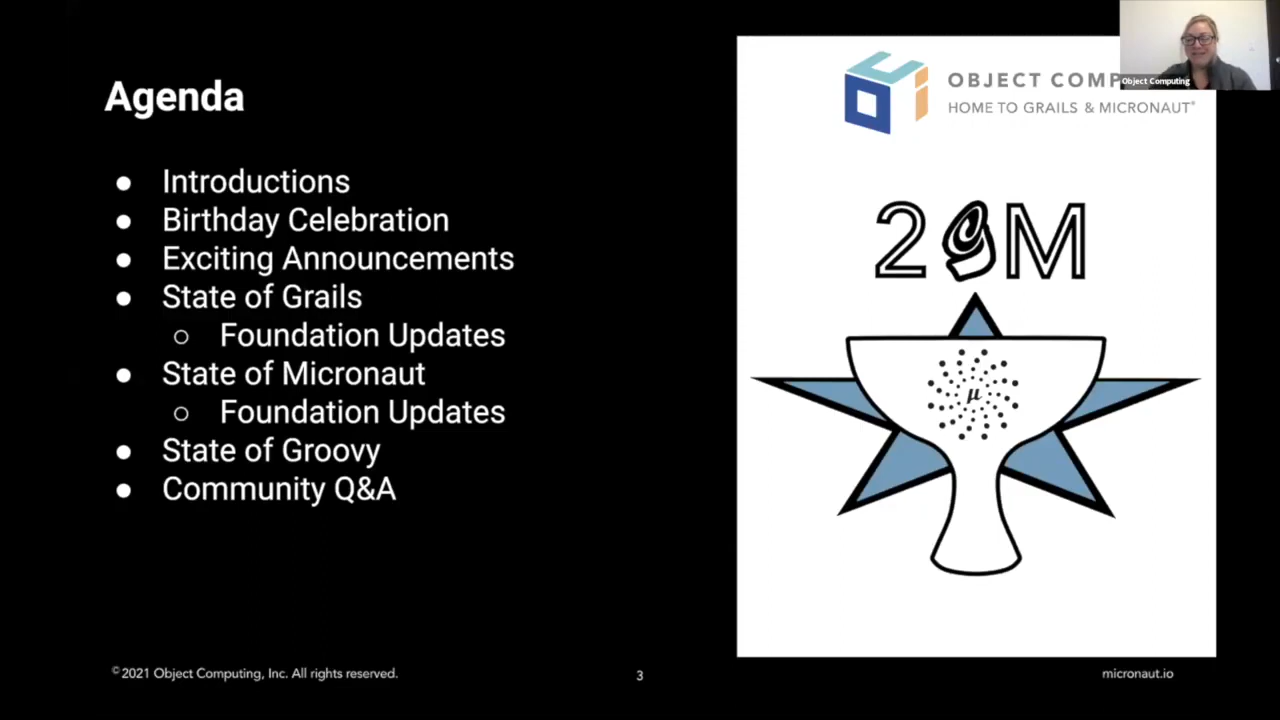 Agenda
● Introductions
● Birthday Celebration
● Exciting Announcements
● State of Grails
○ Foundation Updates
● State of Micronaut
○ Foundation Updates
● State of Groovy
● Community Q&A
OBJECT COMP
HOME TO GRAILS & MICRONAUT®
Object Computing
2GM
μ
©2021 Object Computing, Inc. All rights reserved.
3
micronaut.io